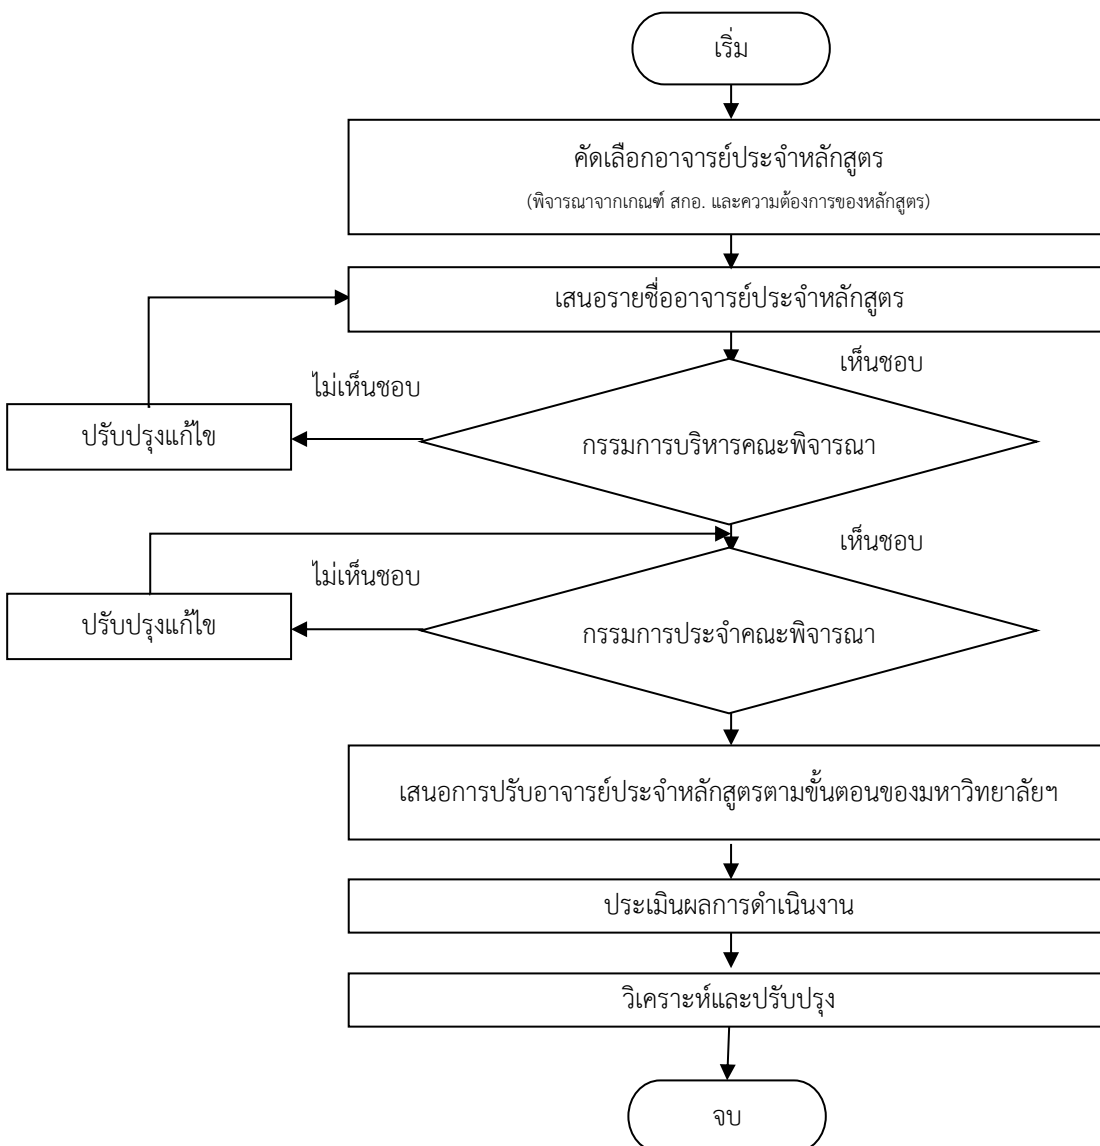 เริ่ม
คัดเลือกอาจารย์ประจำหลักสูตร
(พิจารณาจากเกณฑ์ สกอ. และความต้องการของหลักสูตร)
เสนอรายชื่ออาจารย์ประจำหลักสูตร
เห็นชอบ
ไม่เห็นชอบ
ปรับปรุงแก้ไข
กรรมการบริหารคณะพิจารณา
เห็นชอบ
ไม่เห็นชอบ
ปรับปรุงแก้ไข
กรรมการประจำคณะพิจารณา
เสนอการปรับอาจารย์ประจำหลักสูตรตามขั้นตอนของมหาวิทยาลัยฯ
ประเมินผลการดำเนินงาน
วิเคราะห์และปรับปรุง
จบ